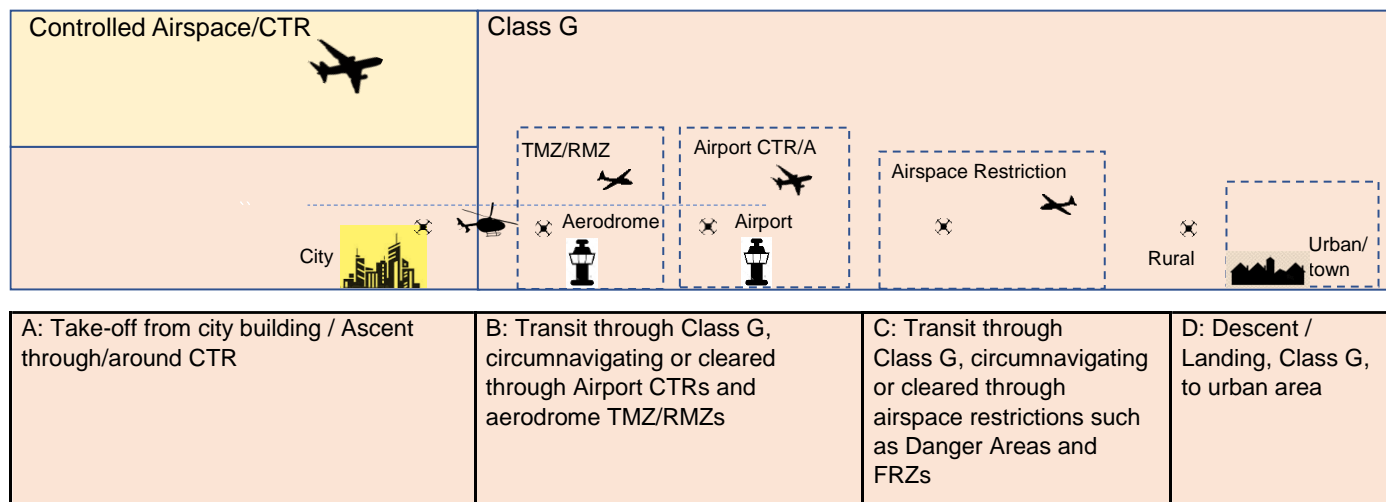 Controlled Airspace/CTR
Class G
TMZ/RMZ
Airport CTR/A
Airspace Restriction
City
Aerodrome
Airport
Rural
Urban/
town
A: Take-off from city building / Ascent
through/around CTR
B: Transit through Class G,
circumnavigating or cleared
through Airport CTRs and
aerodrome TMZ/RMZs
C: Transit through
Class G, circumnavigating
or cleared through
airspace restrictions such
as Danger Areas and
FRZs
D: Descent /
Landing, Class G,
to urban area